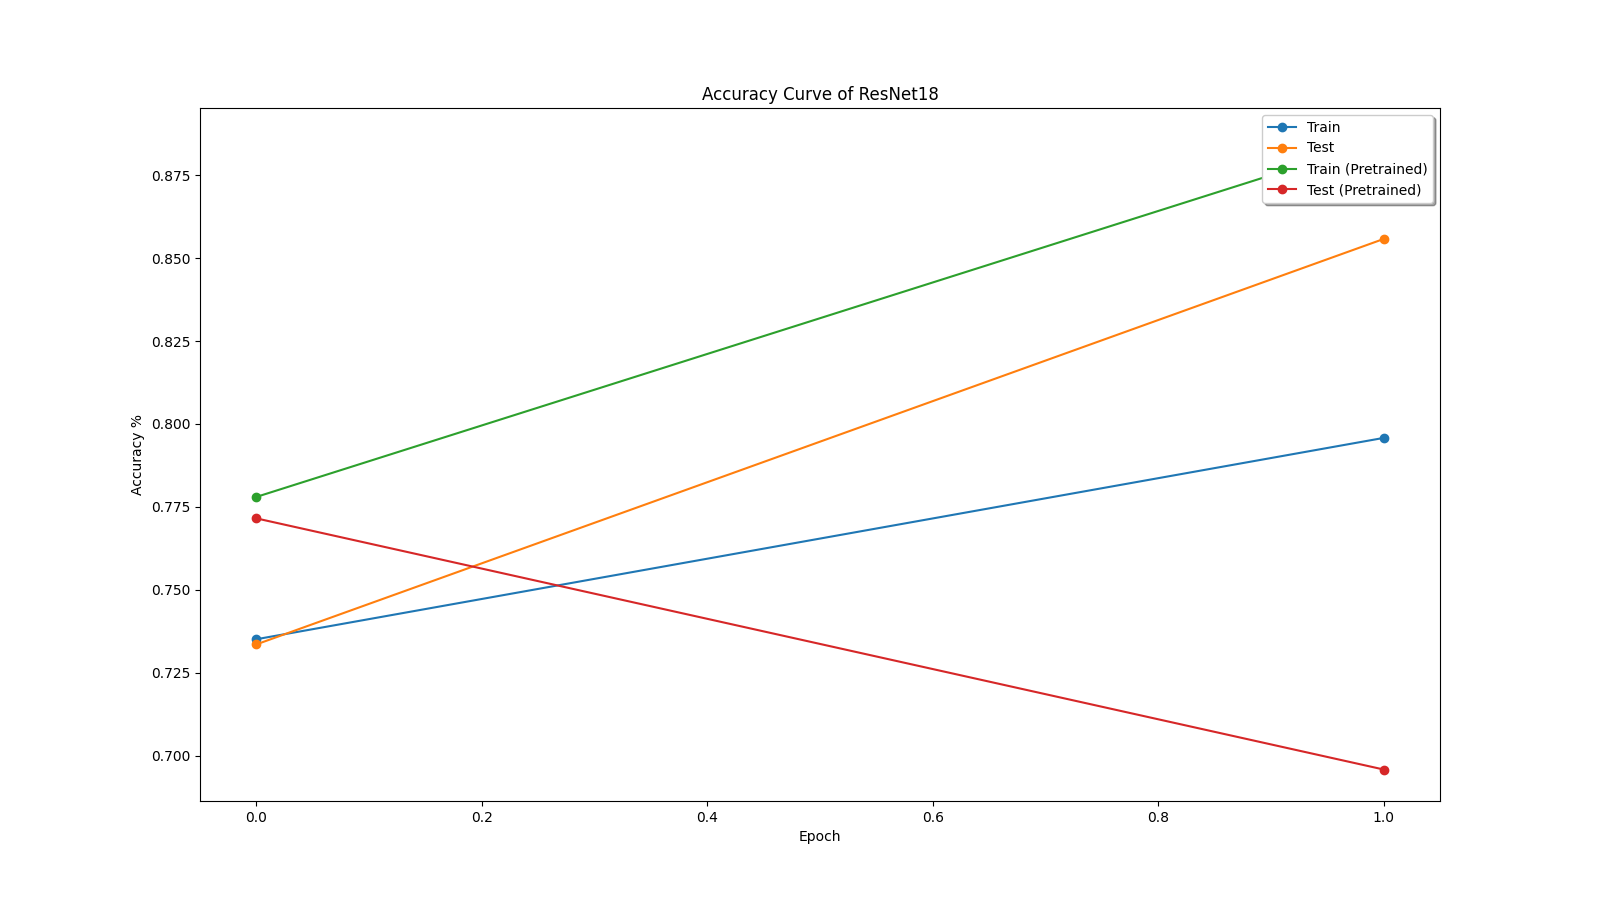 Accuracy Curve of ResNet18
Train
Test
Train (Pretrained)
Test (Pretrained)
0.875
0.850
0.825
0.800
0.775
0.750
0.725
0.700
Accuracy %
0.0 0.2 0.4 0.6 0.8 1.0
Epoch